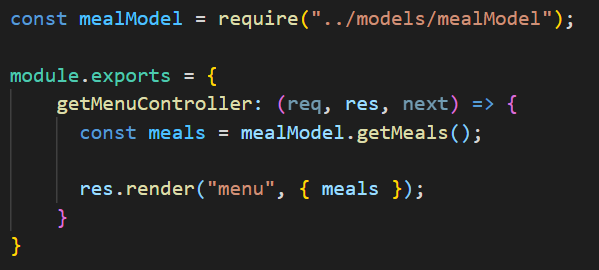 const mealModel = require("../models/mealModel");

module.exports = {
    getMenuController: (req, res, next) => {
      const meals = mealModel.getMeals();

      res.render("menu", { meals });
    }
}